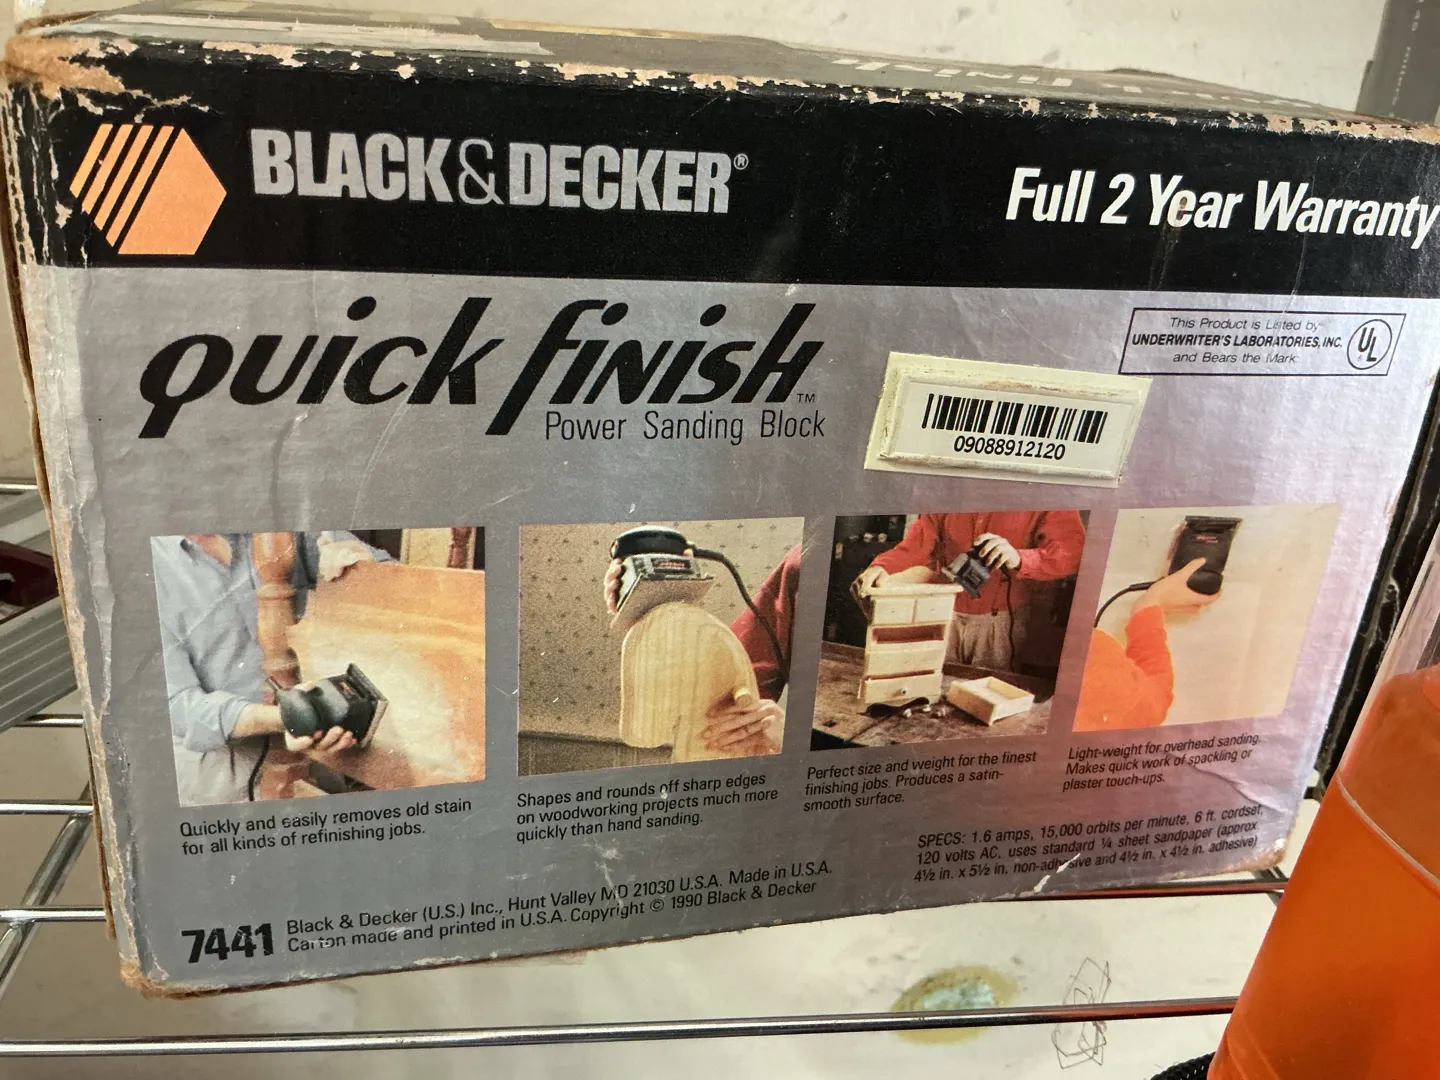 BLACK & DECKER®
Full 2 Year Warranty
quick finish™
Power Sanding Block
This Product is Listed by
UNDERWRITER'S LABORATORIES, INC.
and Bears the Mark:
UL
09088912120
Quickly and easily removes old stain
for all kinds of refinishing jobs.
Shapes and rounds off sharp edges
on woodworking projects much more
quickly than hand sanding.
Perfect size and weight for the finest
finishing jobs. Produces a satin-
smooth surface.
Light-weight for overhead sanding.
Makes quick work of spackling or
plaster touch-ups.
SPECS: 1.6 amps, 15,000 orbits per minute, 6 ft. cordset,
120 volts AC, uses standard ¼ sheet sandpaper (approx.
4½ in. x 5½ in. non-adhesive and 4½ in. x 4½ in. adhesive)
7441
Black & Decker (U.S.) Inc., Hunt Valley MD 21030 U.S.A. Made in U.S.A.
Carton made and printed in U.S.A. Copyright © 1990 Black & Decker